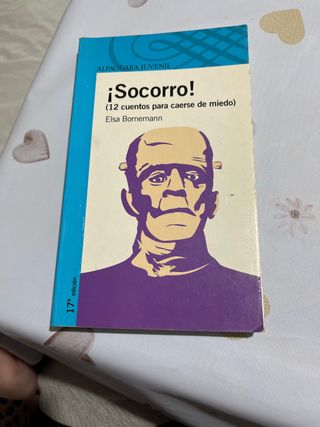 ALFAGUARA JUVENIL
¡Socorro!
(12 cuentos para caerse de miedo)
Elsa Bornemann
17ª edición